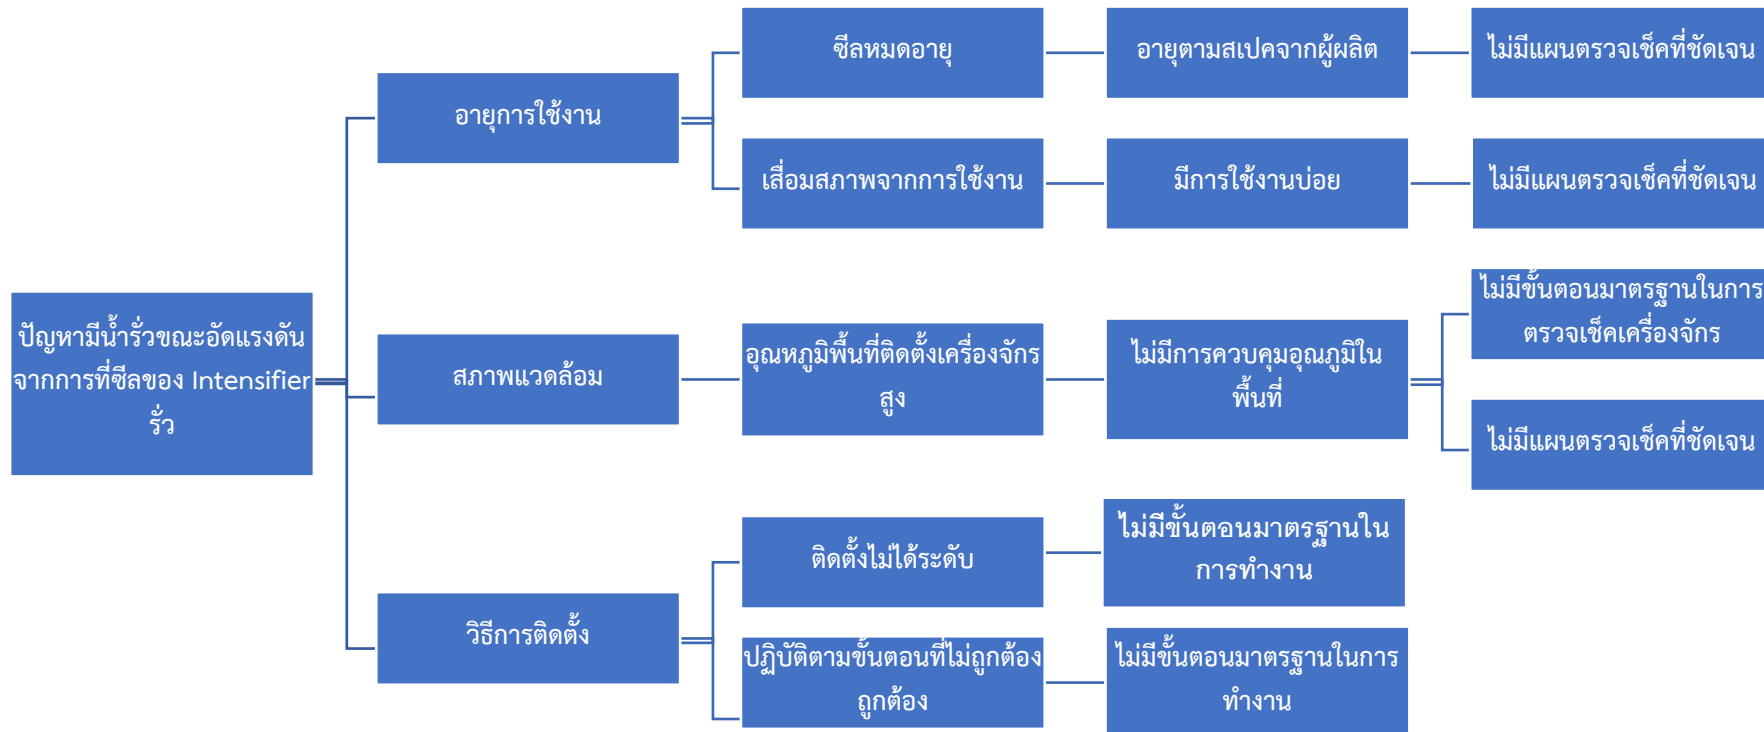 ปัญหามีน้ำรั่วขณะอัดแรงดัน
จากการที่ซีลของ Intensifier
รั่ว
อายุการใช้งาน
ซีลหมดอายุ
อายุตามสเปคจากผู้ผลิต
ไม่มีแผนตรวจเช็คที่ชัดเจน
เสื่อมสภาพจากการใช้งาน
มีการใช้งานบ่อย
ไม่มีแผนตรวจเช็คที่ชัดเจน
สภาพแวดล้อม
อุณหภูมิพื้นที่ติดตั้งเครื่องจักร
สูง
ไม่มีการควบคุมอุณภูมิใน
พื้นที่
ไม่มีขั้นตอนมาตรฐานในการ
ตรวจเช็คเครื่องจักร
ไม่มีแผนตรวจเช็คที่ชัดเจน
วิธีการติดตั้ง
ติดตั้งไม่ได้ระดับ
ไม่มีขั้นตอนมาตรฐานใน
การทำงาน
ปฏิบัติตามขั้นตอนที่ไม่ถูกต้อง
ถูกต้อง
ไม่มีขั้นตอนมาตรฐานในการ
ทำงาน